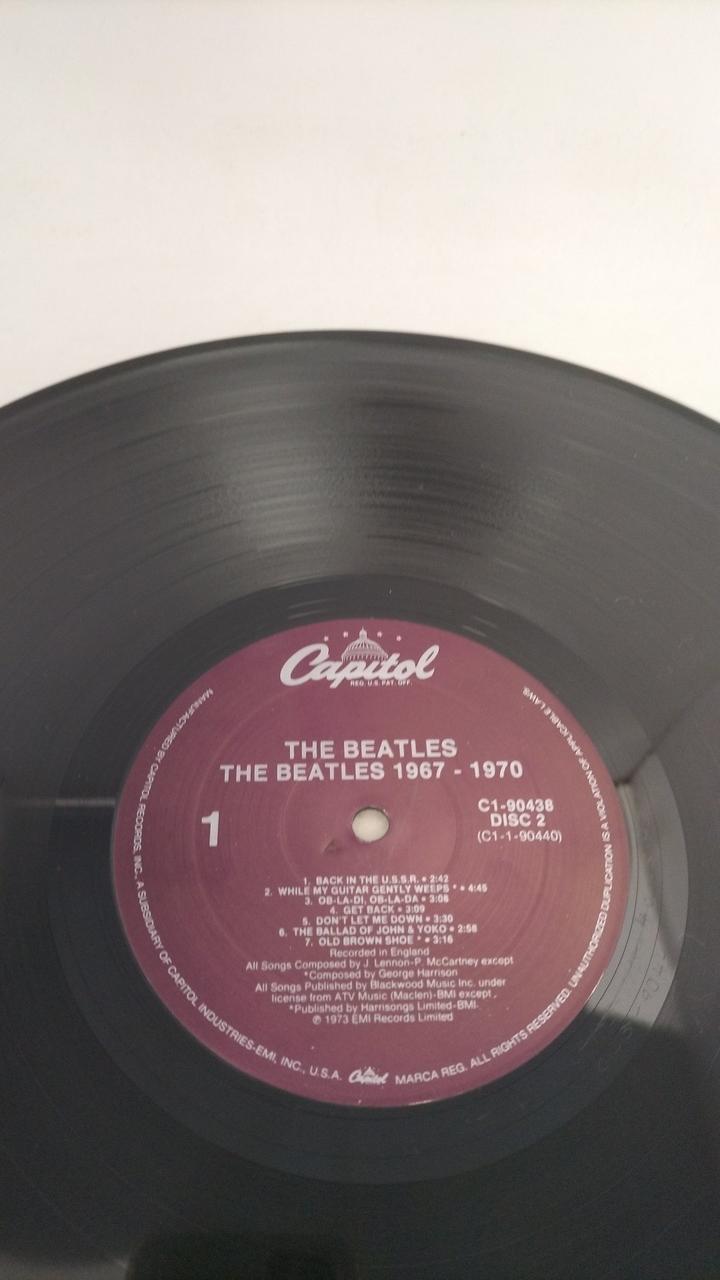 Capitol
REG. U.S. PAT. OFF.
THE BEATLES
THE BEATLES 1967 - 1970
1
C1-90438
DISC 2
(C1-1-90440)
1. BACK IN THE U.S.S.R. • 2:42
2. WHILE MY GUITAR GENTLY WEEPS * • 4:45
3. OB-LA-DI, OB-LA-DA • 3:08
4. GET BACK • 3:09
5. DON'T LET ME DOWN • 3:30
6. THE BALLAD OF JOHN & YOKO • 2:58
7. OLD BROWN SHOE * • 3:16
Recorded in England
All Songs Composed by J. Lennon-P. McCartney except
*Composed by George Harrison
All Songs Published by Blackwood Music Inc. under
license from ATV Music (Maclen)-BMI except
*Published by Harrisongs Limited-BMI.
℗ 1973 EMI Records Limited
MANUFACTURED BY CAPITOL RECORDS, INC., A SUBSIDIARY OF CAPITOL INDUSTRIES-EMI, INC., U.S.A. Capitol MARCA REG. ALL RIGHTS RESERVED. UNAUTHORIZED DUPLICATION IS A VIOLATION OF APPLICABLE LAWS.